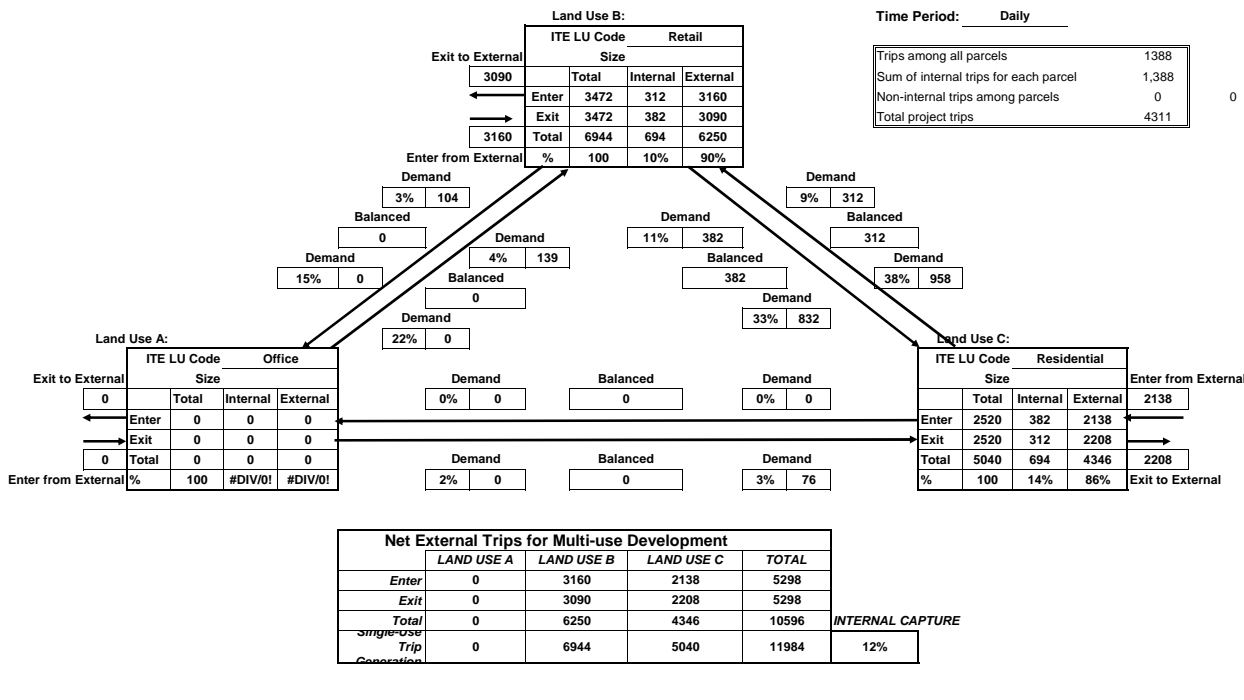 Land Use B:
Time Period: Daily
ITE LU Code Retail
Exit to External Size
3090 Total Internal External
Enter 3472 312 3160
Exit 3472 382 3090
3160 Total 6944 694 6250
Enter from External % 100 10% 90%
Trips among all parcels 1388
Sum of internal trips for each parcel 1,388
Non-internal trips among parcels 0 0
Total project trips 4311
Demand
3% 104
Balanced
0
Demand
15% 0
Demand
4% 139
Balanced
0
Demand
22% 0
Demand
11% 382
Balanced
382
Demand
33% 832
Demand
9% 312
Balanced
312
Demand
38% 958
Land Use A:
ITE LU Code Office
Exit to External Size
0 Total Internal External
Enter 0 0 0
Exit 0 0 0
0 Total 0 0 0
Enter from External % 100 #DIV/0! #DIV/0!
Demand Balanced Demand
0% 0 0 0% 0
Demand Balanced Demand
2% 0 0 3% 76
Land Use C:
ITE LU Code Residential
Size Enter from External
Total Internal External 2138
Enter 2520 382 2138
Exit 2520 312 2208
Total 5040 694 4346 2208
% 100 14% 86% Exit to External
Net External Trips for Multi-use Development
LAND USE A LAND USE B LAND USE C TOTAL
Enter 0 3160 2138 5298
Exit 0 3090 2208 5298
Total 0 6250 4346 10596 INTERNAL CAPTURE
Single-Use
Trip 0 6944 5040 11984 12%
Generation